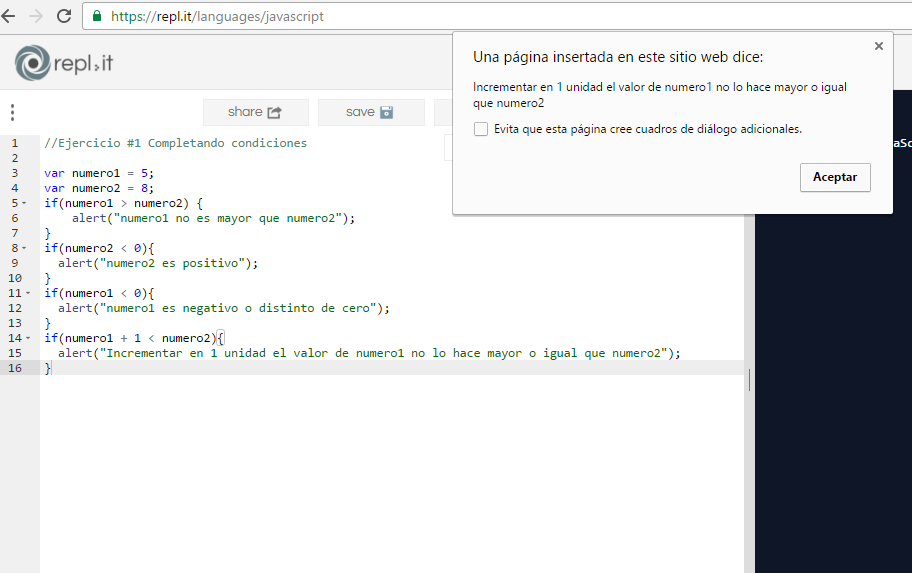 https://repl.it/languages/javascript
repl.it
Una página insertada en este sitio web dice:
Incrementar en 1 unidad el valor de numero1 no lo hace mayor o igual
que numero2
Evita que esta página cree cuadros de diálogo adicionales.
Aceptar
share save
1 //Ejercicio #1 Completando condiciones
2
3 var numero1 = 5;
4 var numero2 = 8;
5 if(numero1 > numero2) {
6 alert("numero1 no es mayor que numero2");
7 }
8 if(numero2 < 0){
9 alert("numero2 es positivo");
10 }
11 if(numero1 < 0){
12 alert("numero1 es negativo o distinto de cero");
13 }
14 if(numero1 + 1 < numero2){
15 alert("Incrementar en 1 unidad el valor de numero1 no lo hace mayor o igual que numero2");
16 }